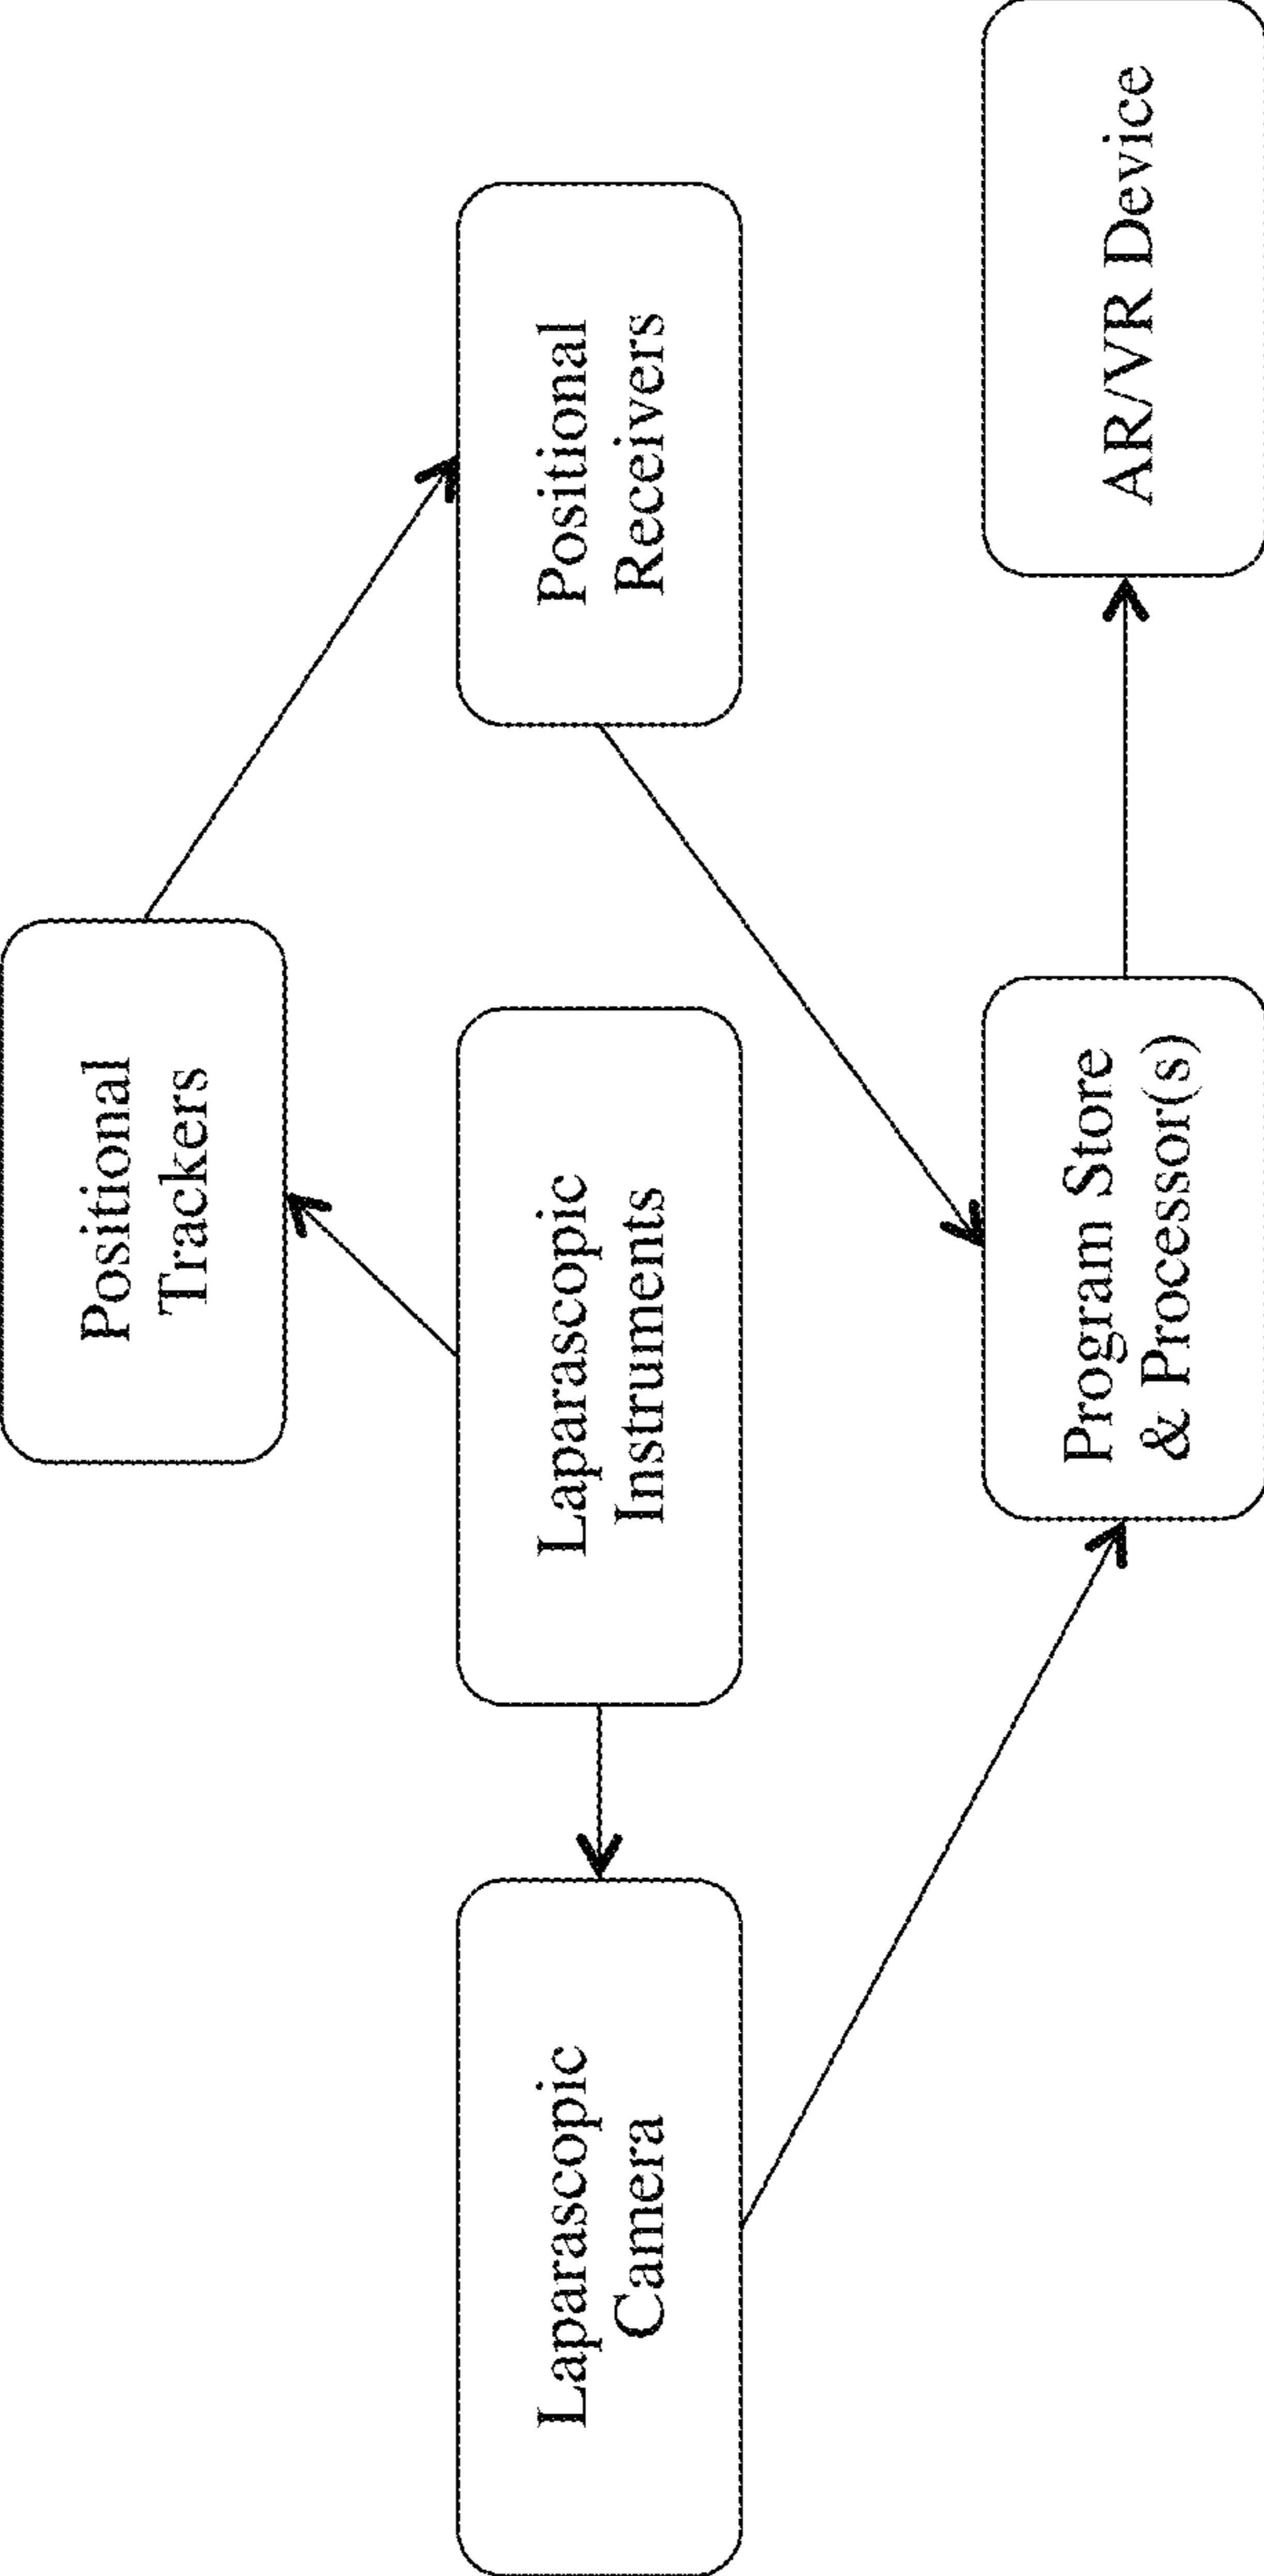 Positional
Trackers
Laparascopic
Camera
Laparascopic
Instruments
Positional
Receivers
Program Store
& Processor(s)
AR/VR Device